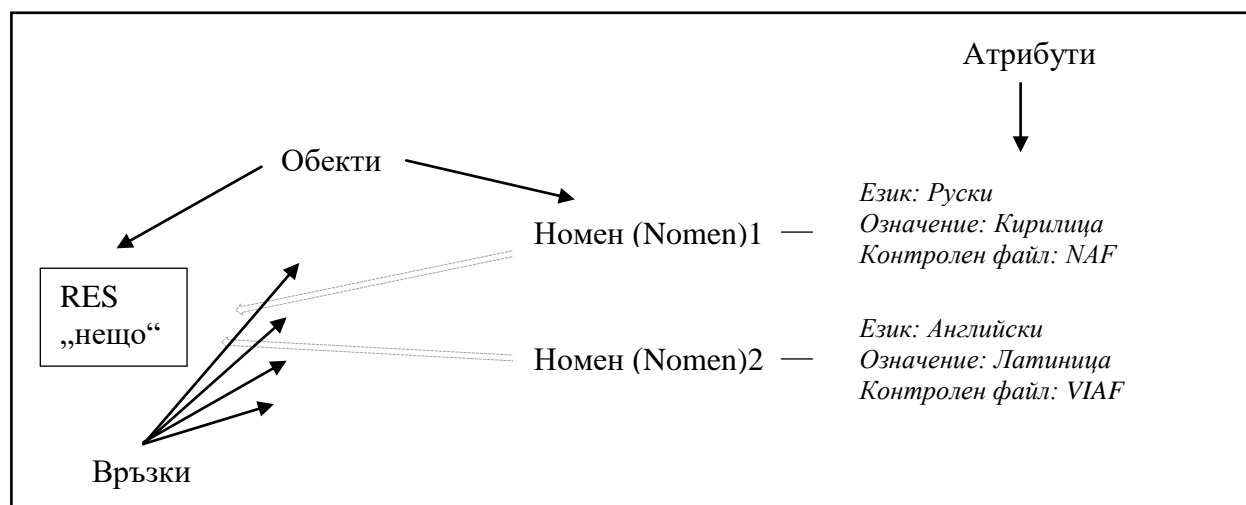 Атрибути
Обекти
Език: Руски
Означение: Кирилица
Контролен файл: NAF
Номен (Nomen)1
RES
„нещо“
Език: Английски
Означение: Латиница
Контролен файл: VIAF
Номен (Nomen)2
Връзки